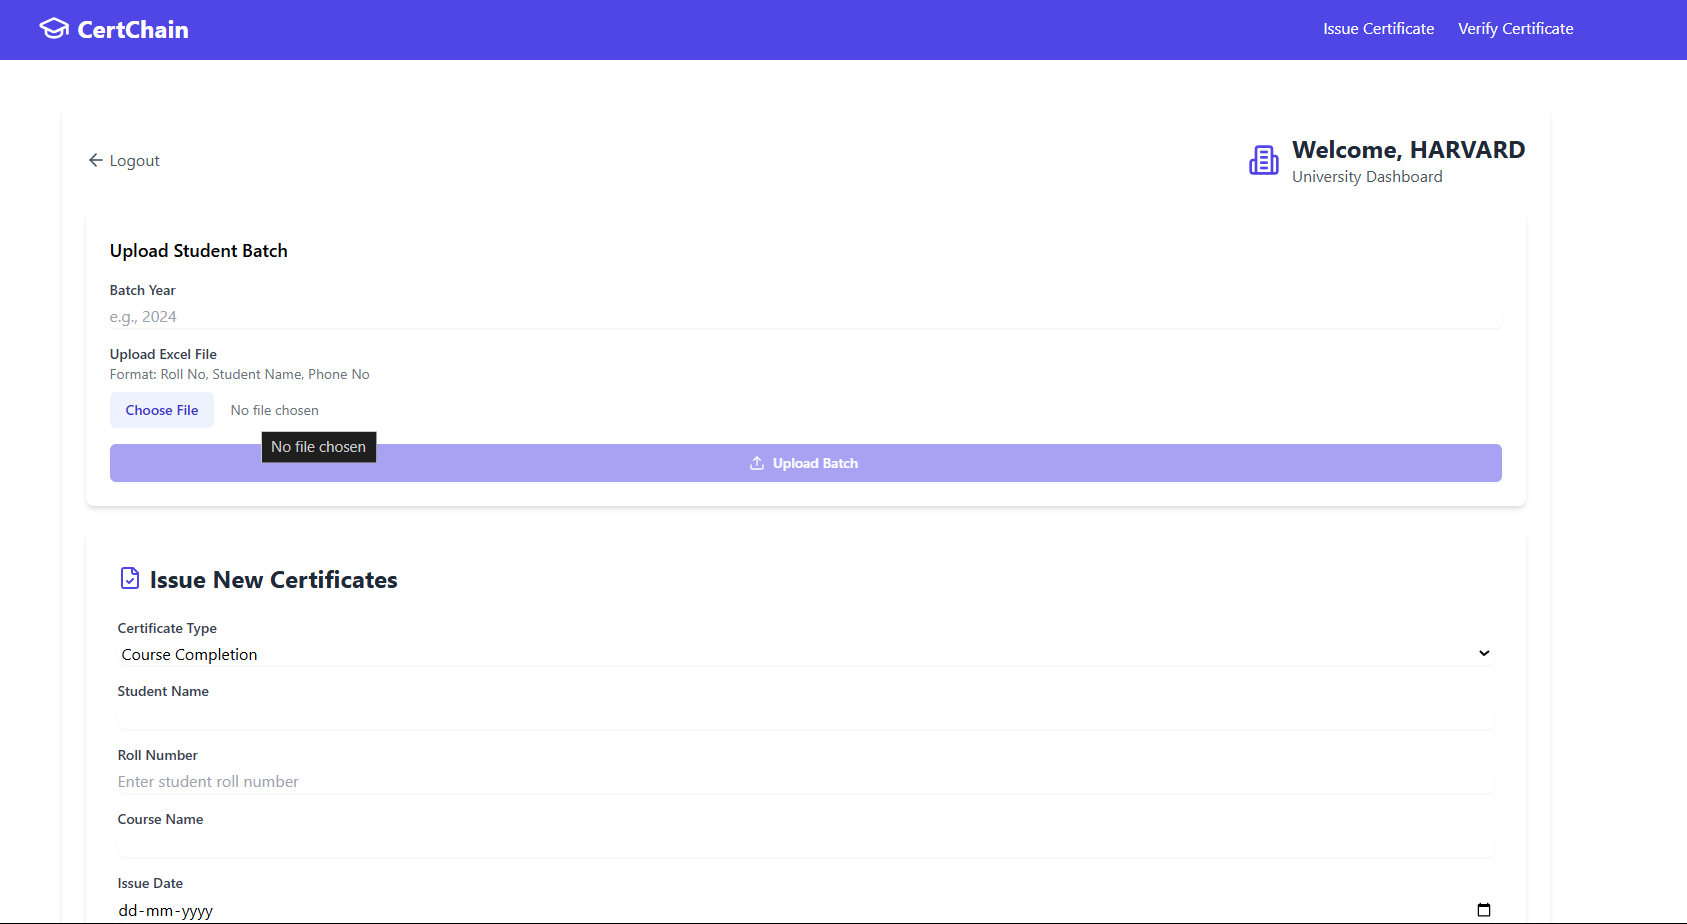 CertChain
Issue Certificate
Verify Certificate
Logout
Welcome, HARVARD
University Dashboard
Upload Student Batch
Batch Year
e.g., 2024
Upload Excel File
Format: Roll No, Student Name, Phone No
Choose File No file chosen
No file chosen
Upload Batch
Issue New Certificates
Certificate Type
Course Completion
Student Name
Roll Number
Enter student roll number
Course Name
Issue Date
dd-mm-yyyy